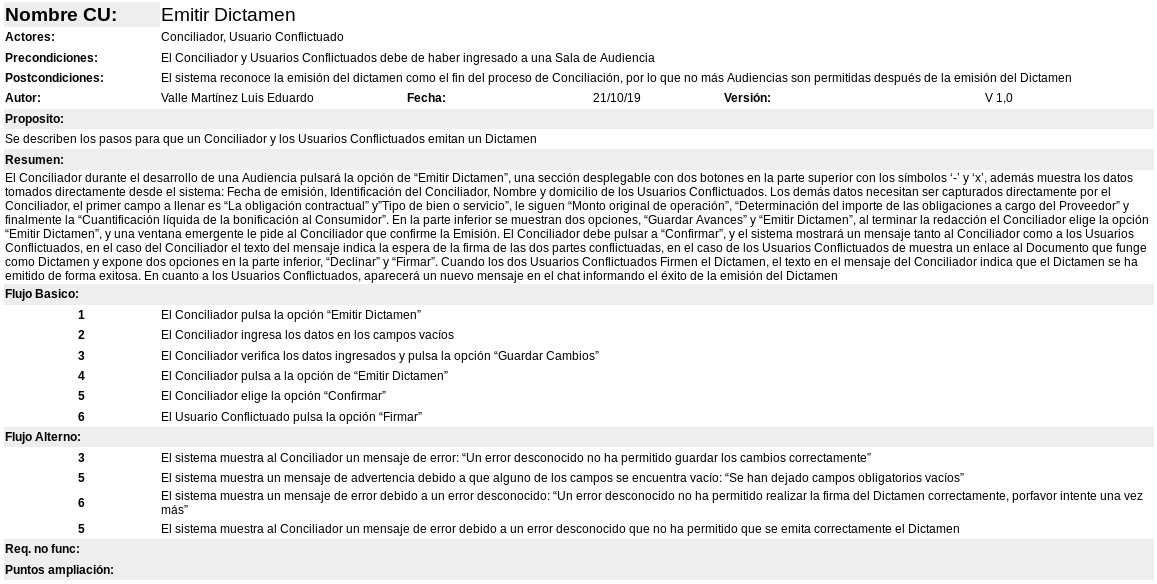 Nombre CU: Emitir Dictamen
Actores: Conciliador, Usuario Conflictuado
Precondiciones: El Conciliador y Usuarios Conflictuados debe de haber ingresado a una Sala de Audiencia
Postcondiciones: El sistema reconoce la emisión del dictamen como el fin del proceso de Conciliación, por lo que no más Audiencias son permitidas después de la emisión del Dictamen
Autor: Valle Martínez Luis Eduardo Fecha: 21/10/19 Versión: V 1,0
Proposito:
Se describen los pasos para que un Conciliador y los Usuarios Conflictuados emitan un Dictamen
Resumen:
El Conciliador durante el desarrollo de una Audiencia pulsará la opción de “Emitir Dictamen”, una sección desplegable con dos botones en la parte superior con los símbolos ‘-’ y ‘x’, además muestra los datos
tomados directamente desde el sistema: Fecha de emisión, Identificación del Conciliador, Nombre y domicilio de los Usuarios Conflictuados. Los demás datos necesitan ser capturados directamente por el
Conciliador, el primer campo a llenar es “La obligación contractual” y”Tipo de bien o servicio”, le siguen “Monto original de operación”, “Determinación del importe de las obligaciones a cargo del Proveedor” y
finalmente la “Cuantificación líquida de la bonificación al Consumidor”. En la parte inferior se muestran dos opciones, “Guardar Avances” y “Emitir Dictamen”, al terminar la redacción el Conciliador elige la opción
“Emitir Dictamen”, y una ventana emergente le pide al Conciliador que confirme la Emisión. El Conciliador debe pulsar a “Confirmar”, y el sistema mostrará un mensaje tanto al Conciliador como a los Usuarios
Conflictuados, en el caso del Conciliador el texto del mensaje indica la espera de la firma de las dos partes conflictuadas, en el caso de los Usuarios Conflictuados de muestra un enlace al Documento que funge
como Dictamen y expone dos opciones en la parte inferior, “Declinar” y “Firmar”. Cuando los dos Usuarios Conflictuados Firmen el Dictamen, el texto en el mensaje del Conciliador indica que el Dictamen se ha
emitido de forma exitosa. En cuanto a los Usuarios Conflictuados, aparecerá un nuevo mensaje en el chat informando el éxito de la emisión del Dictamen
Flujo Basico:
1 El Conciliador pulsa la opción “Emitir Dictamen”
2 El Conciliador ingresa los datos en los campos vacíos
3 El Conciliador verifica los datos ingresados y pulsa la opción “Guardar Cambios”
4 El Conciliador pulsa a la opción de “Emitir Dictamen”
5 El Conciliador elige la opción “Confirmar”
6 El Usuario Conflictuado pulsa la opción “Firmar”
Flujo Alterno:
3 El sistema muestra al Conciliador un mensaje de error: “Un error desconocido no ha permitido guardar los cambios correctamente”
5 El sistema muestra un mensaje de advertencia debido a que alguno de los campos se encuentra vacío: “Se han dejado campos obligatorios vacíos”
6 El sistema muestra un mensaje de error debido a un error desconocido: “Un error desconocido no ha permitido realizar la firma del Dictamen correctamente, porfavor intente una vez
más”
5 El sistema muestra al Conciliador un mensaje de error debido a un error desconocido que no ha permitido que se emita correctamente el Dictamen
Req. no func:
Puntos ampliación: